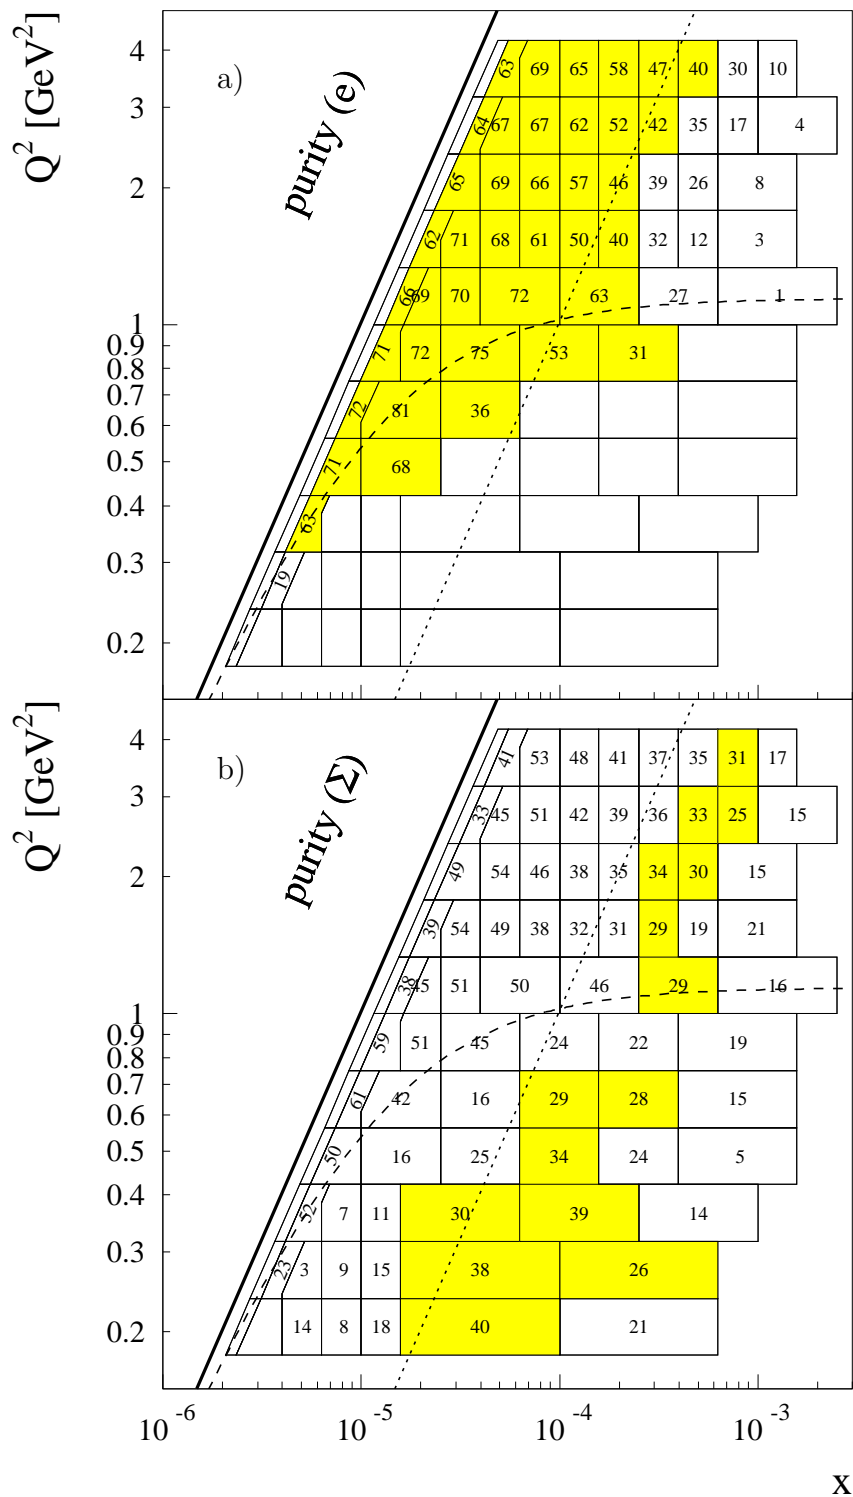 Q² [GeV²]
a)
purity (e)
4
3
2
1
0.9
0.8
0.7
0.6
0.5
0.4
0.3
0.2
63 69 65 58 47 40 30 10
64 67 67 62 52 42 35 17 4
65 69 66 57 46 39 26 8
62 71 68 61 50 40 32 12 3
66 69 70 72 63 27 1
71 72 75 53 31
72 81 36
71 68
63
19
Q² [GeV²]
b)
purity (Σ)
4
3
2
1
0.9
0.8
0.7
0.6
0.5
0.4
0.3
0.2
41 53 48 41 37 35 31 17
33 45 51 42 39 36 33 25 15
49 54 46 38 35 34 30 15
39 54 49 38 32 31 29 19 21
38 45 51 50 46 29 16
59 51 45 24 22 19
61 42 16 29 28 15
50 16 25 34 24 5
52 7 11 30 39 14
23 3 9 15 38 26
14 8 18 40 21
10⁻⁶ 10⁻⁵ 10⁻⁴ 10⁻³
x